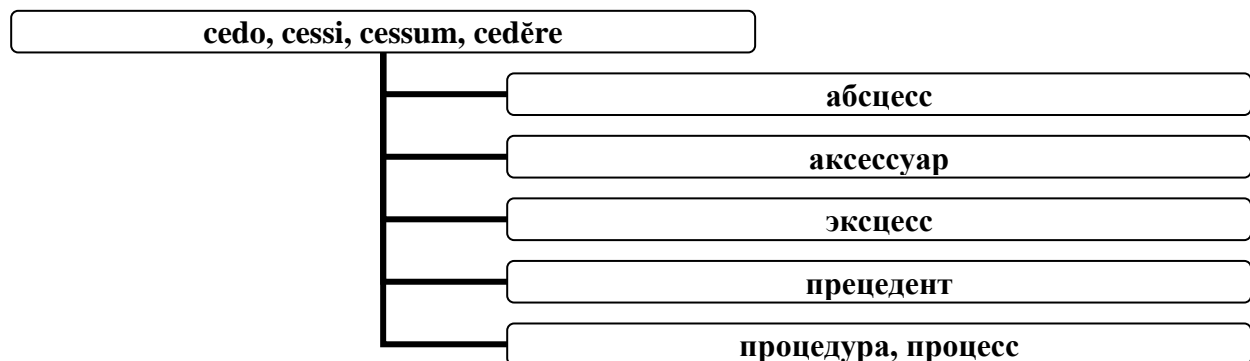 cedo, cessi, cessum, cedĕre
абсцесс
аксессуар
эксцесс
прецедент
процедура, процесс